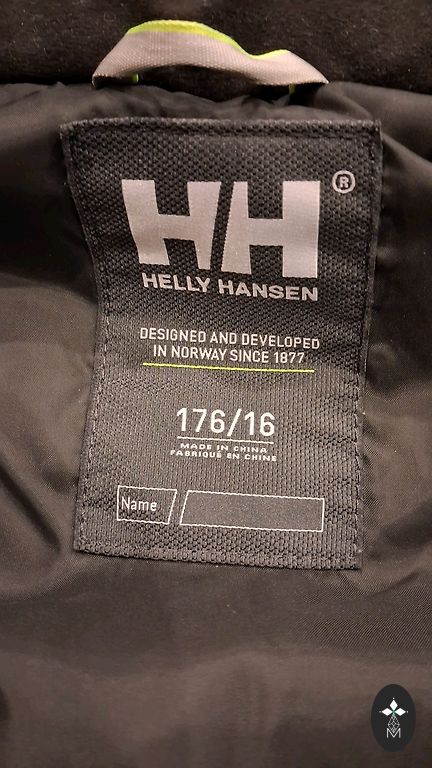 HH®
HELLY HANSEN
DESIGNED AND DEVELOPED
IN NORWAY SINCE 1877
176/16
MADE IN CHINA
FABRIQUÉ EN CHINE
Name
M